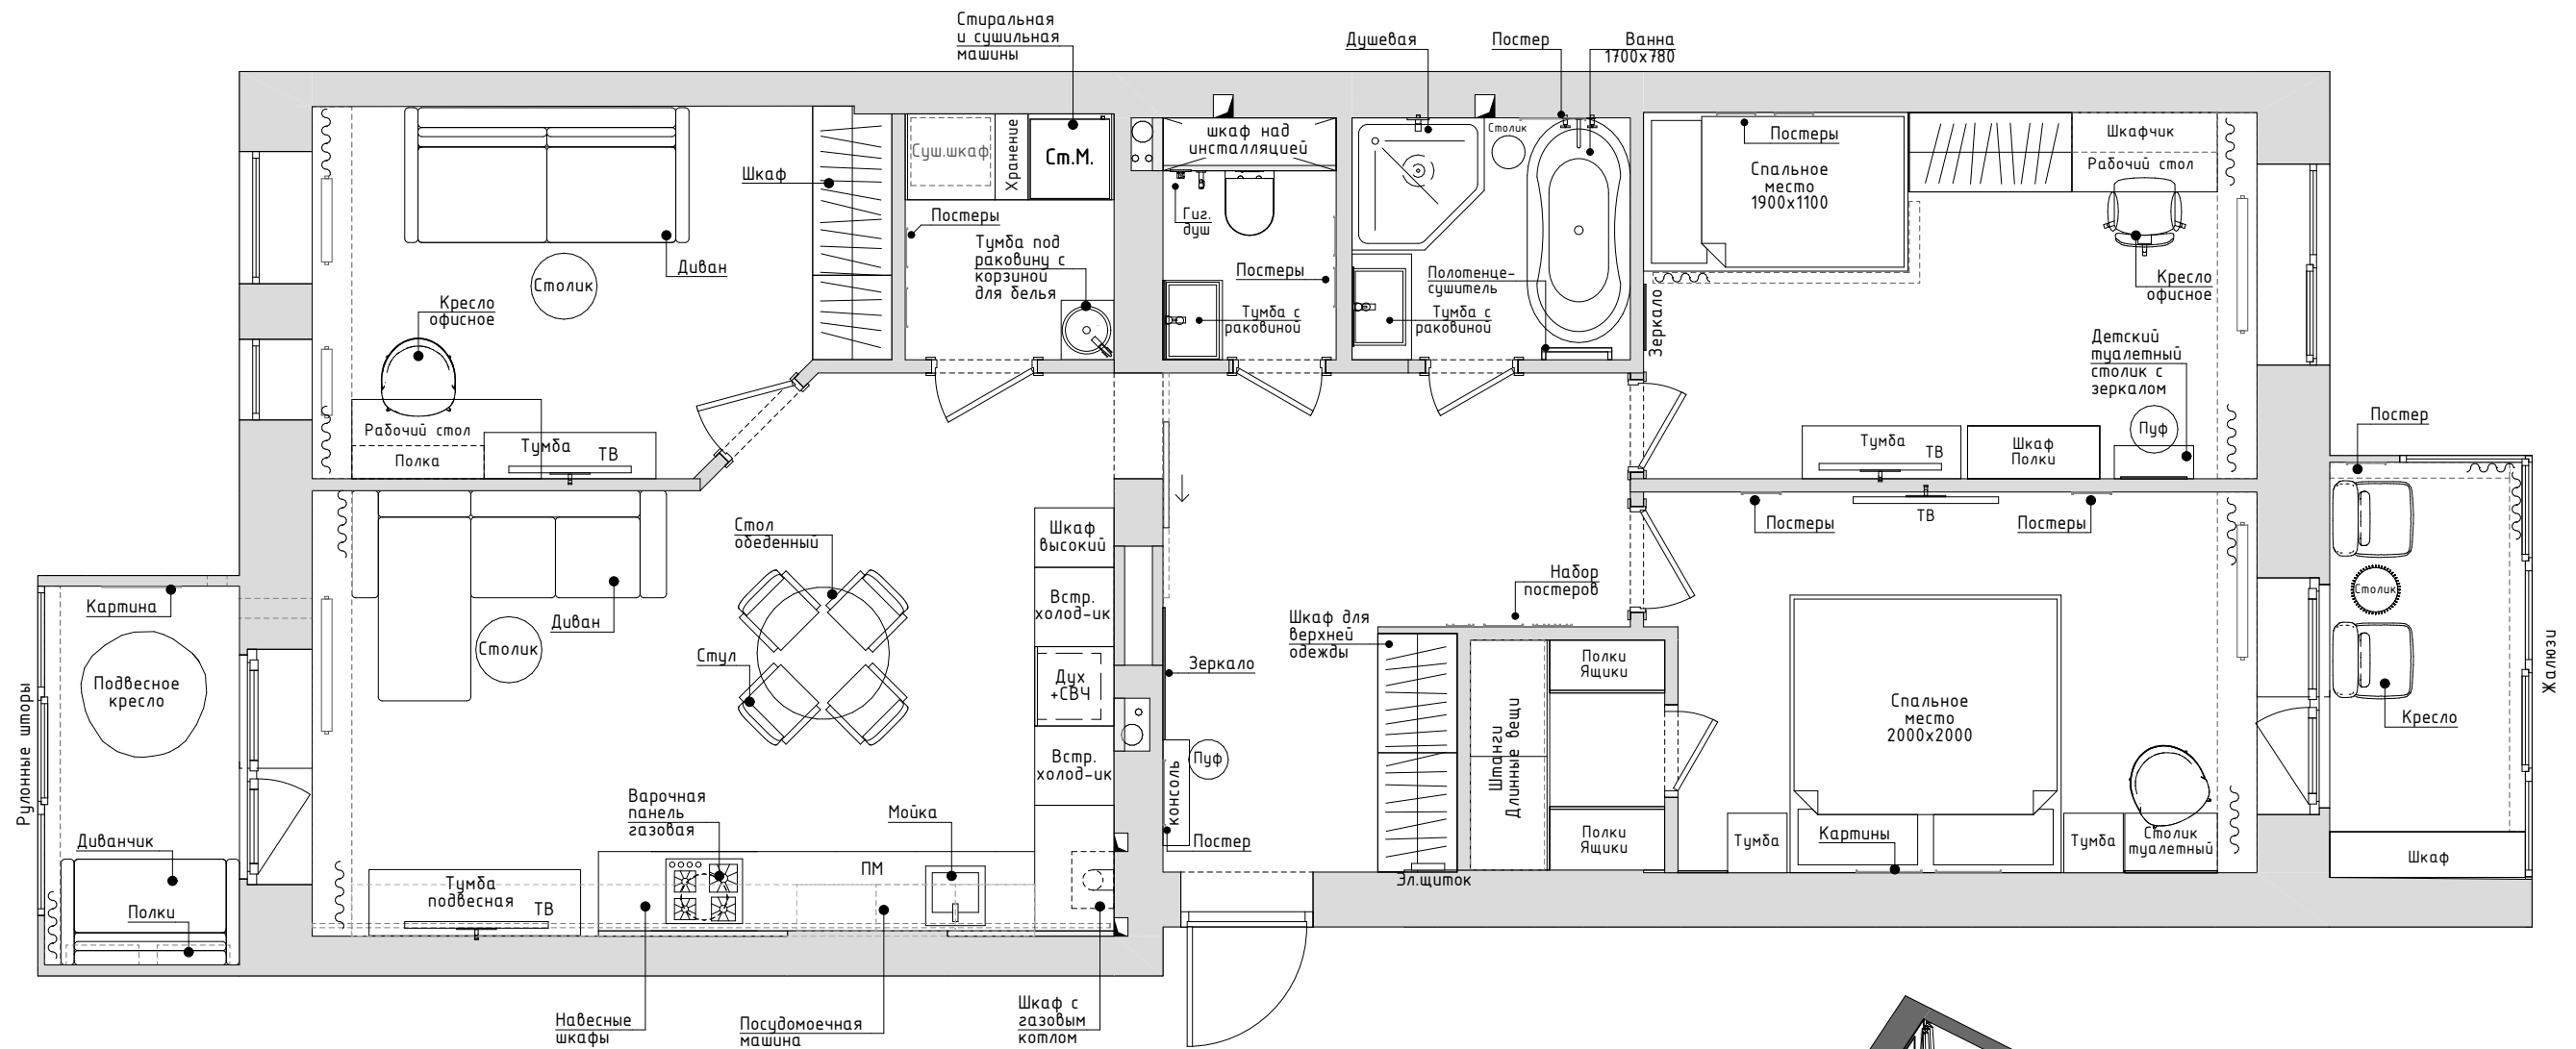 Стиральная
и сушильная
машины
Душевая
Постер
Ванна
1700х780
Суш.шкаф
Хранение
Ст.М.
шкаф над
инсталляцией
Столик
Постеры
Спальное
место
1900х1100
Шкафчик
Рабочий стол
Шкаф
Диван
Столик
Кресло
офисное
Рабочий стол
Полка
Тумба
ТВ
Постеры
Тумба под
раковину с
корзиной
для белья
Гиг.
душ
Постеры
Тумба с
раковиной
Полотенце-
сушитель
Тумба с
раковиной
Зеркало
Кресло
офисное
Детский
туалетный
столик с
зеркалом
Пуф
Тумба
ТВ
Шкаф
Полки
Постер
Стол
обеденный
Диван
Столик
Стул
Шкаф
высокий
Встр.
холод-ик
Дух
+СВЧ
Встр.
холод-ик
Картина
Подвесное
кресло
Рулонные шторы
Диванчик
Полки
Тумба
подвесная
ТВ
Варочная
панель
газовая
Мойка
ПМ
Навесные
шкафы
Посудомоечная
машина
Шкаф с
газовым
котлом
Зеркало
Пуф
консоль
Постер
Шкаф для
верхней
одежды
Набор
постеров
Эл.щиток
Штанги
Длинные вещи
Полки
Ящики
Полки
Ящики
Постеры
ТВ
Постеры
Спальное
место
2000х2000
Тумба
Картины
Тумба
Столик
туалетный
Столик
Кресло
Шкаф
Жалюзи